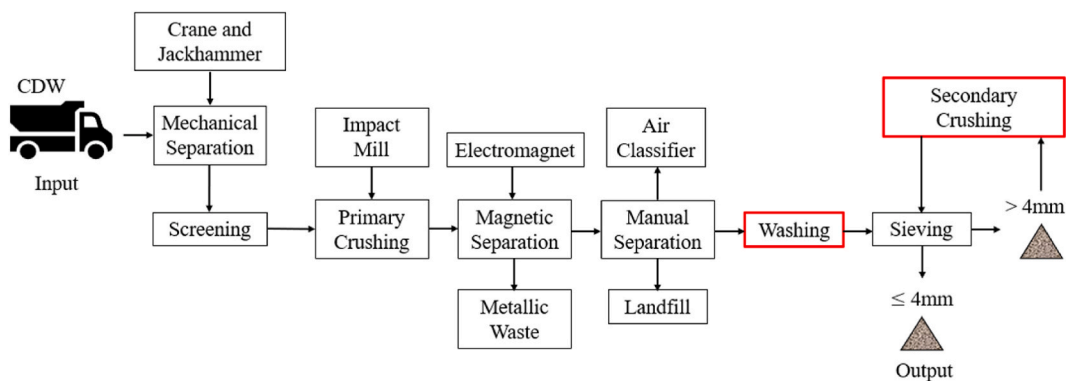 Crane and
Jackhammer
CDW
Input
Mechanical
Separation
Screening
Impact
Mill
Primary
Crushing
Electromagnet
Magnetic
Separation
Metallic
Waste
Air
Classifier
Manual
Separation
Landfill
Washing
Secondary
Crushing
Sieving
> 4mm
≤ 4mm
Output